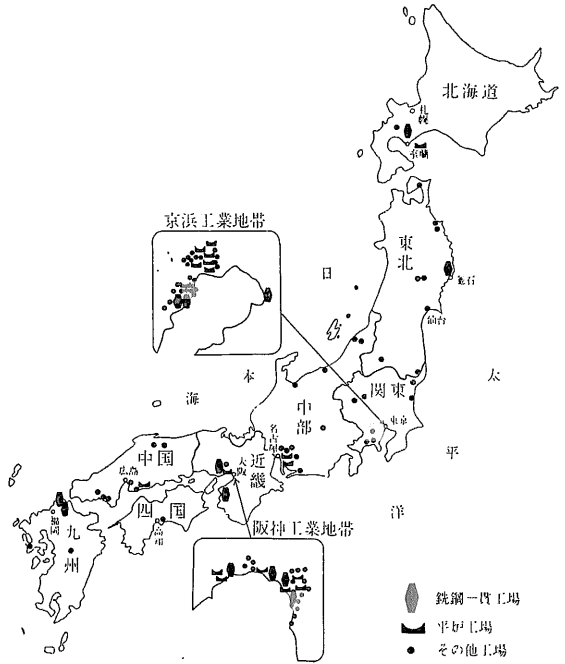 北海道
札幌
室蘭
京浜工業地帯
東北
釜石
仙台
日
本
海
関東
東京
太
平
洋
中部
名古屋
近畿
大阪
中国
広島
四国
高知
阪神工業地帯
福岡
九州
銑鋼一貫工場
平炉工場
その他工場